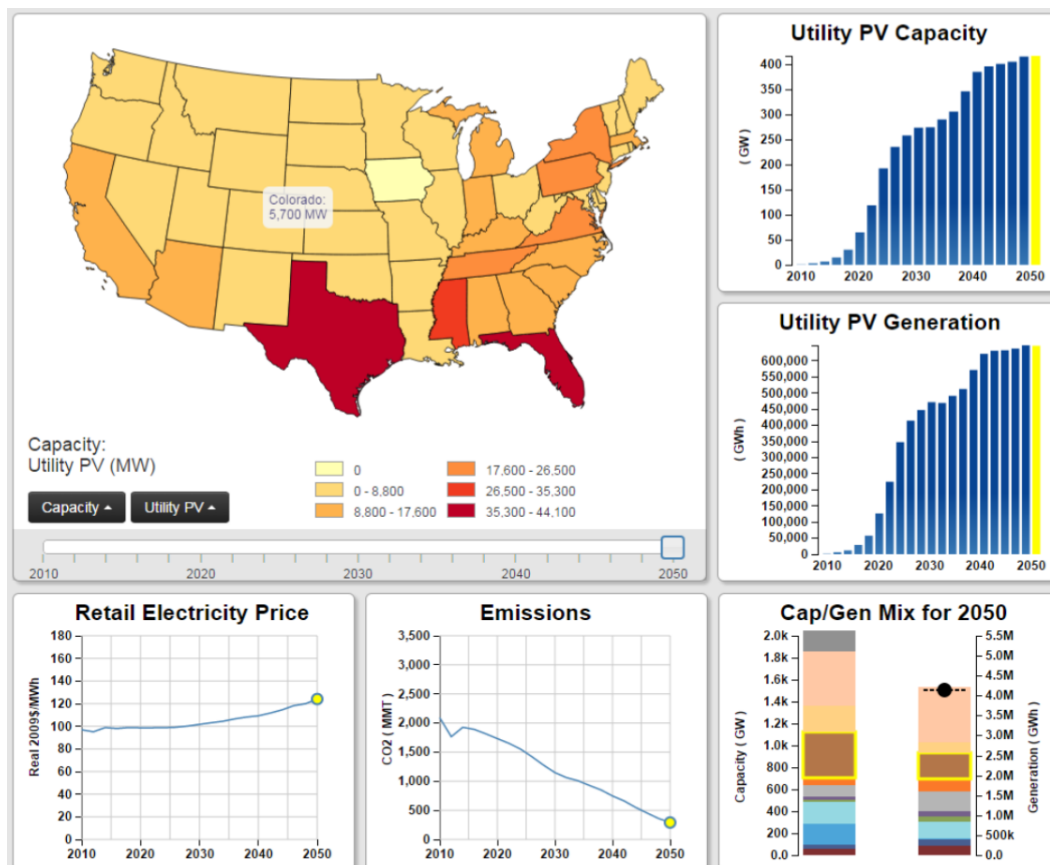 Colorado:
5,700 MW
Capacity:
Utility PV (MW)
Capacity
Utility PV
0
0 - 8,800
8,800 - 17,600
17,600 - 26,500
26,500 - 35,300
35,300 - 44,100
2010
2020
2030
2040
2050
Utility PV Capacity
( GW )
400
350
300
250
200
150
100
50
0
2010 2020 2030 2040 2050
Utility PV Generation
( GWh )
600,000
550,000
500,000
450,000
400,000
350,000
300,000
250,000
200,000
150,000
100,000
50,000
0
2010 2020 2030 2040 2050
Retail Electricity Price
Real 2009$/MWh
180
160
140
120
100
80
60
40
20
0
2010 2020 2030 2040 2050
Emissions
CO2 ( MMT )
3,500
3,000
2,500
2,000
1,500
1,000
500
0
2010 2020 2030 2040 2050
Cap/Gen Mix for 2050
Capacity ( GW )
2.0k
1.8k
1.6k
1.4k
1.2k
1.0k
800
600
400
200
0.0
5.5M
5.0M
4.5M
4.0M
3.5M
3.0M
2.5M
2.0M
1.5M
1.0M
500k
0.0
Generation ( GWh )